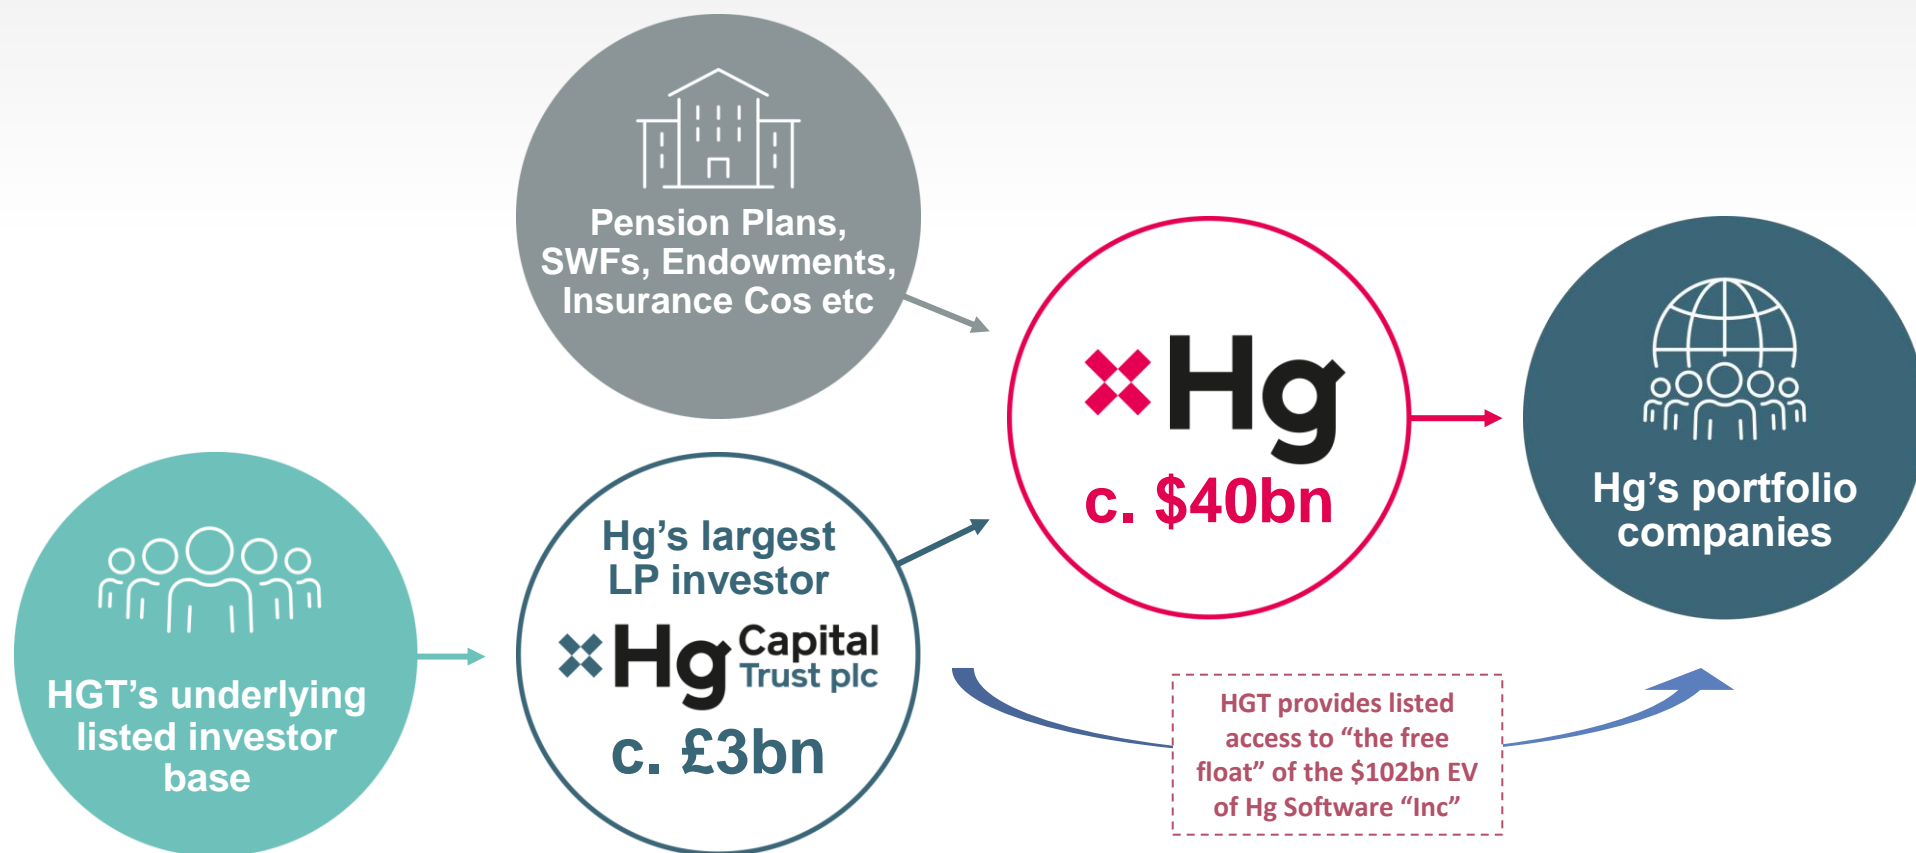 Pension Plans,
SWFs, Endowments,
Insurance Cos etc
Hg
c. $40bn
Hg’s portfolio
companies
HGT’s underlying
listed investor
base
Hg’s largest
LP investor
Hg Capital
Trust plc
c. £3bn
HGT provides listed
access to “the free
float” of the $102bn EV
of Hg Software “Inc”